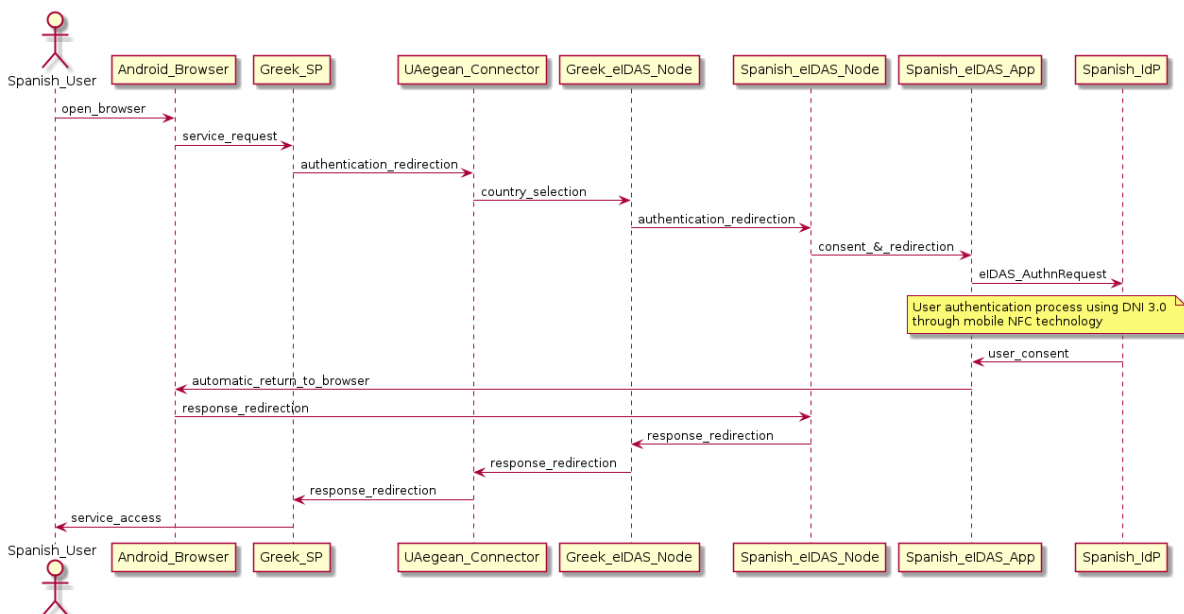 Spanish_User
Android_Browser
Greek_SP
UAegean_Connector
Greek_eIDAS_Node
Spanish_eIDAS_Node
Spanish_eIDAS_App
Spanish_IdP
open_browser
service_request
authentication_redirection
country_selection
authentication_redirection
consent_&_redirection
eIDAS_AuthnRequest
User authentication process using DNI 3.0
through mobile NFC technology
user_consent
automatic_return_to_browser
response_redirection
response_redirection
response_redirection
response_redirection
service_access
Spanish_User
Android_Browser
Greek_SP
UAegean_Connector
Greek_eIDAS_Node
Spanish_eIDAS_Node
Spanish_eIDAS_App
Spanish_IdP